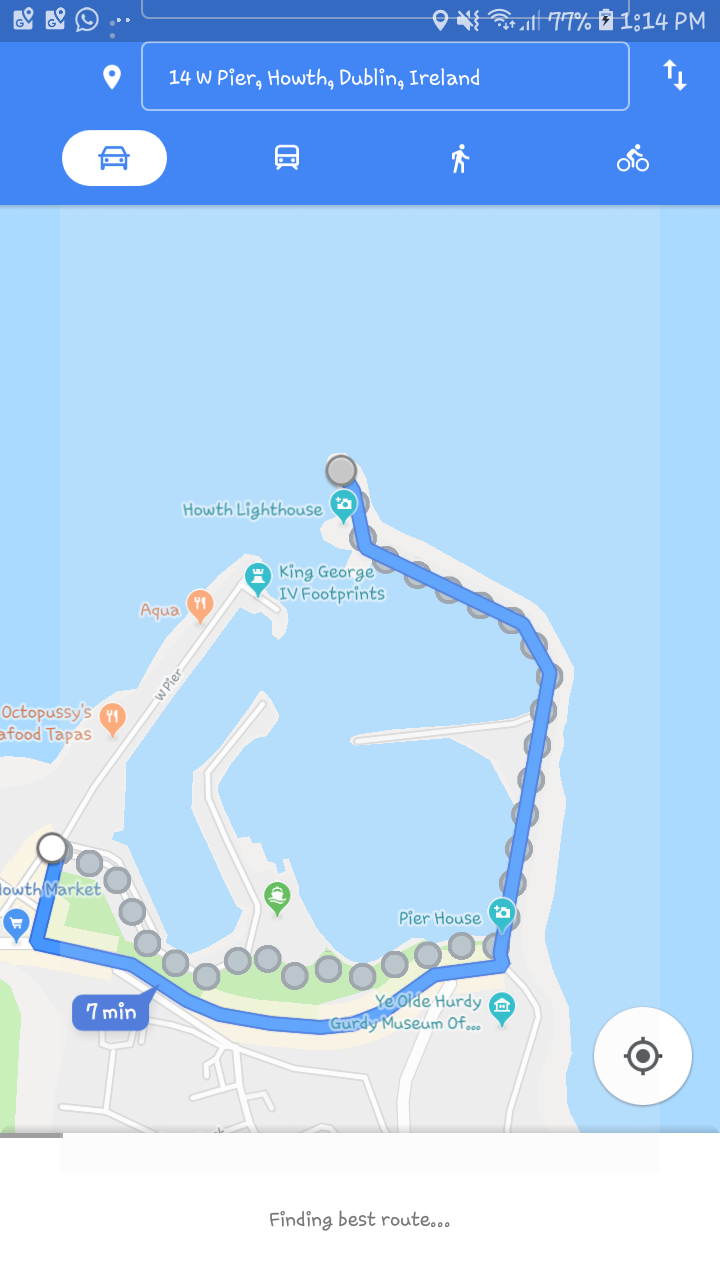 77% 1:14 PM
14 W Pier, Howth, Dublin, Ireland
Howth Lighthouse
King George
IV Footprints
Aqua
W Pier
Octopussy's
afood Tapas
Howth Market
Pier House
7 min
Ye Olde Hurdy
Gurdy Museum Of...
Finding best route...